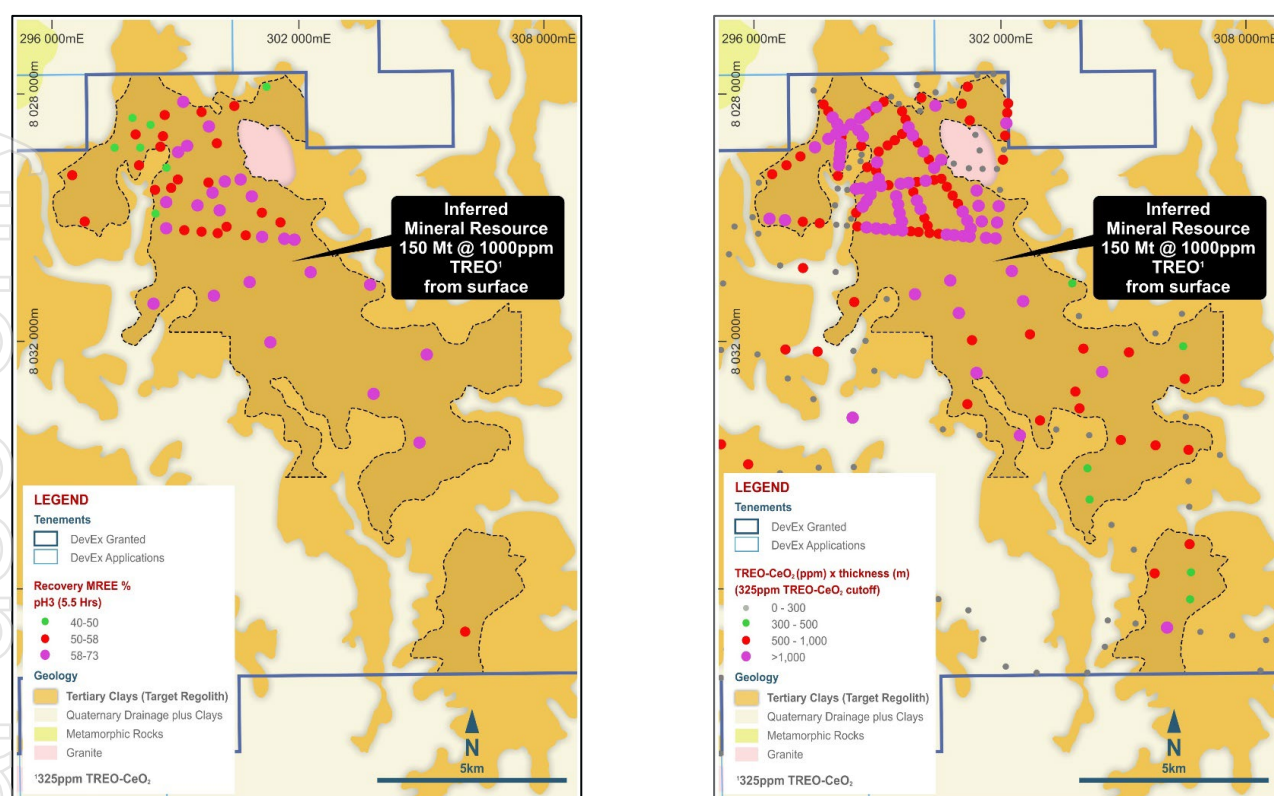 296 000mE
302 000mE
308 000mE
8 028 000m
Inferred
Mineral Resource
150 Mt @ 1000ppm
TREO¹
from surface
8 032 000m
LEGEND
Tenements
DevEx Granted
DevEx Applications
Recovery MREE %
pH3 (5.5 Hrs)
40-50
50-58
58-73
Geology
Tertiary Clays (Target Regolith)
Quaternary Drainage plus Clays
Metamorphic Rocks
Granite
¹325ppm TREO-CeO₂
N
5km
296 000mE
302 000mE
308 000mE
8 028 000m
Inferred
Mineral Resource
150 Mt @ 1000ppm
TREO¹
from surface
8 032 000m
LEGEND
Tenements
DevEx Granted
DevEx Applications
TREO-CeO₂ (ppm) x thickness (m)
(325ppm TREO-CeO₂ cutoff)
0 - 300
300 - 500
500 - 1,000
>1,000
Geology
Tertiary Clays (Target Regolith)
Quaternary Drainage plus Clays
Metamorphic Rocks
Granite
¹325ppm TREO-CeO₂
N
5km